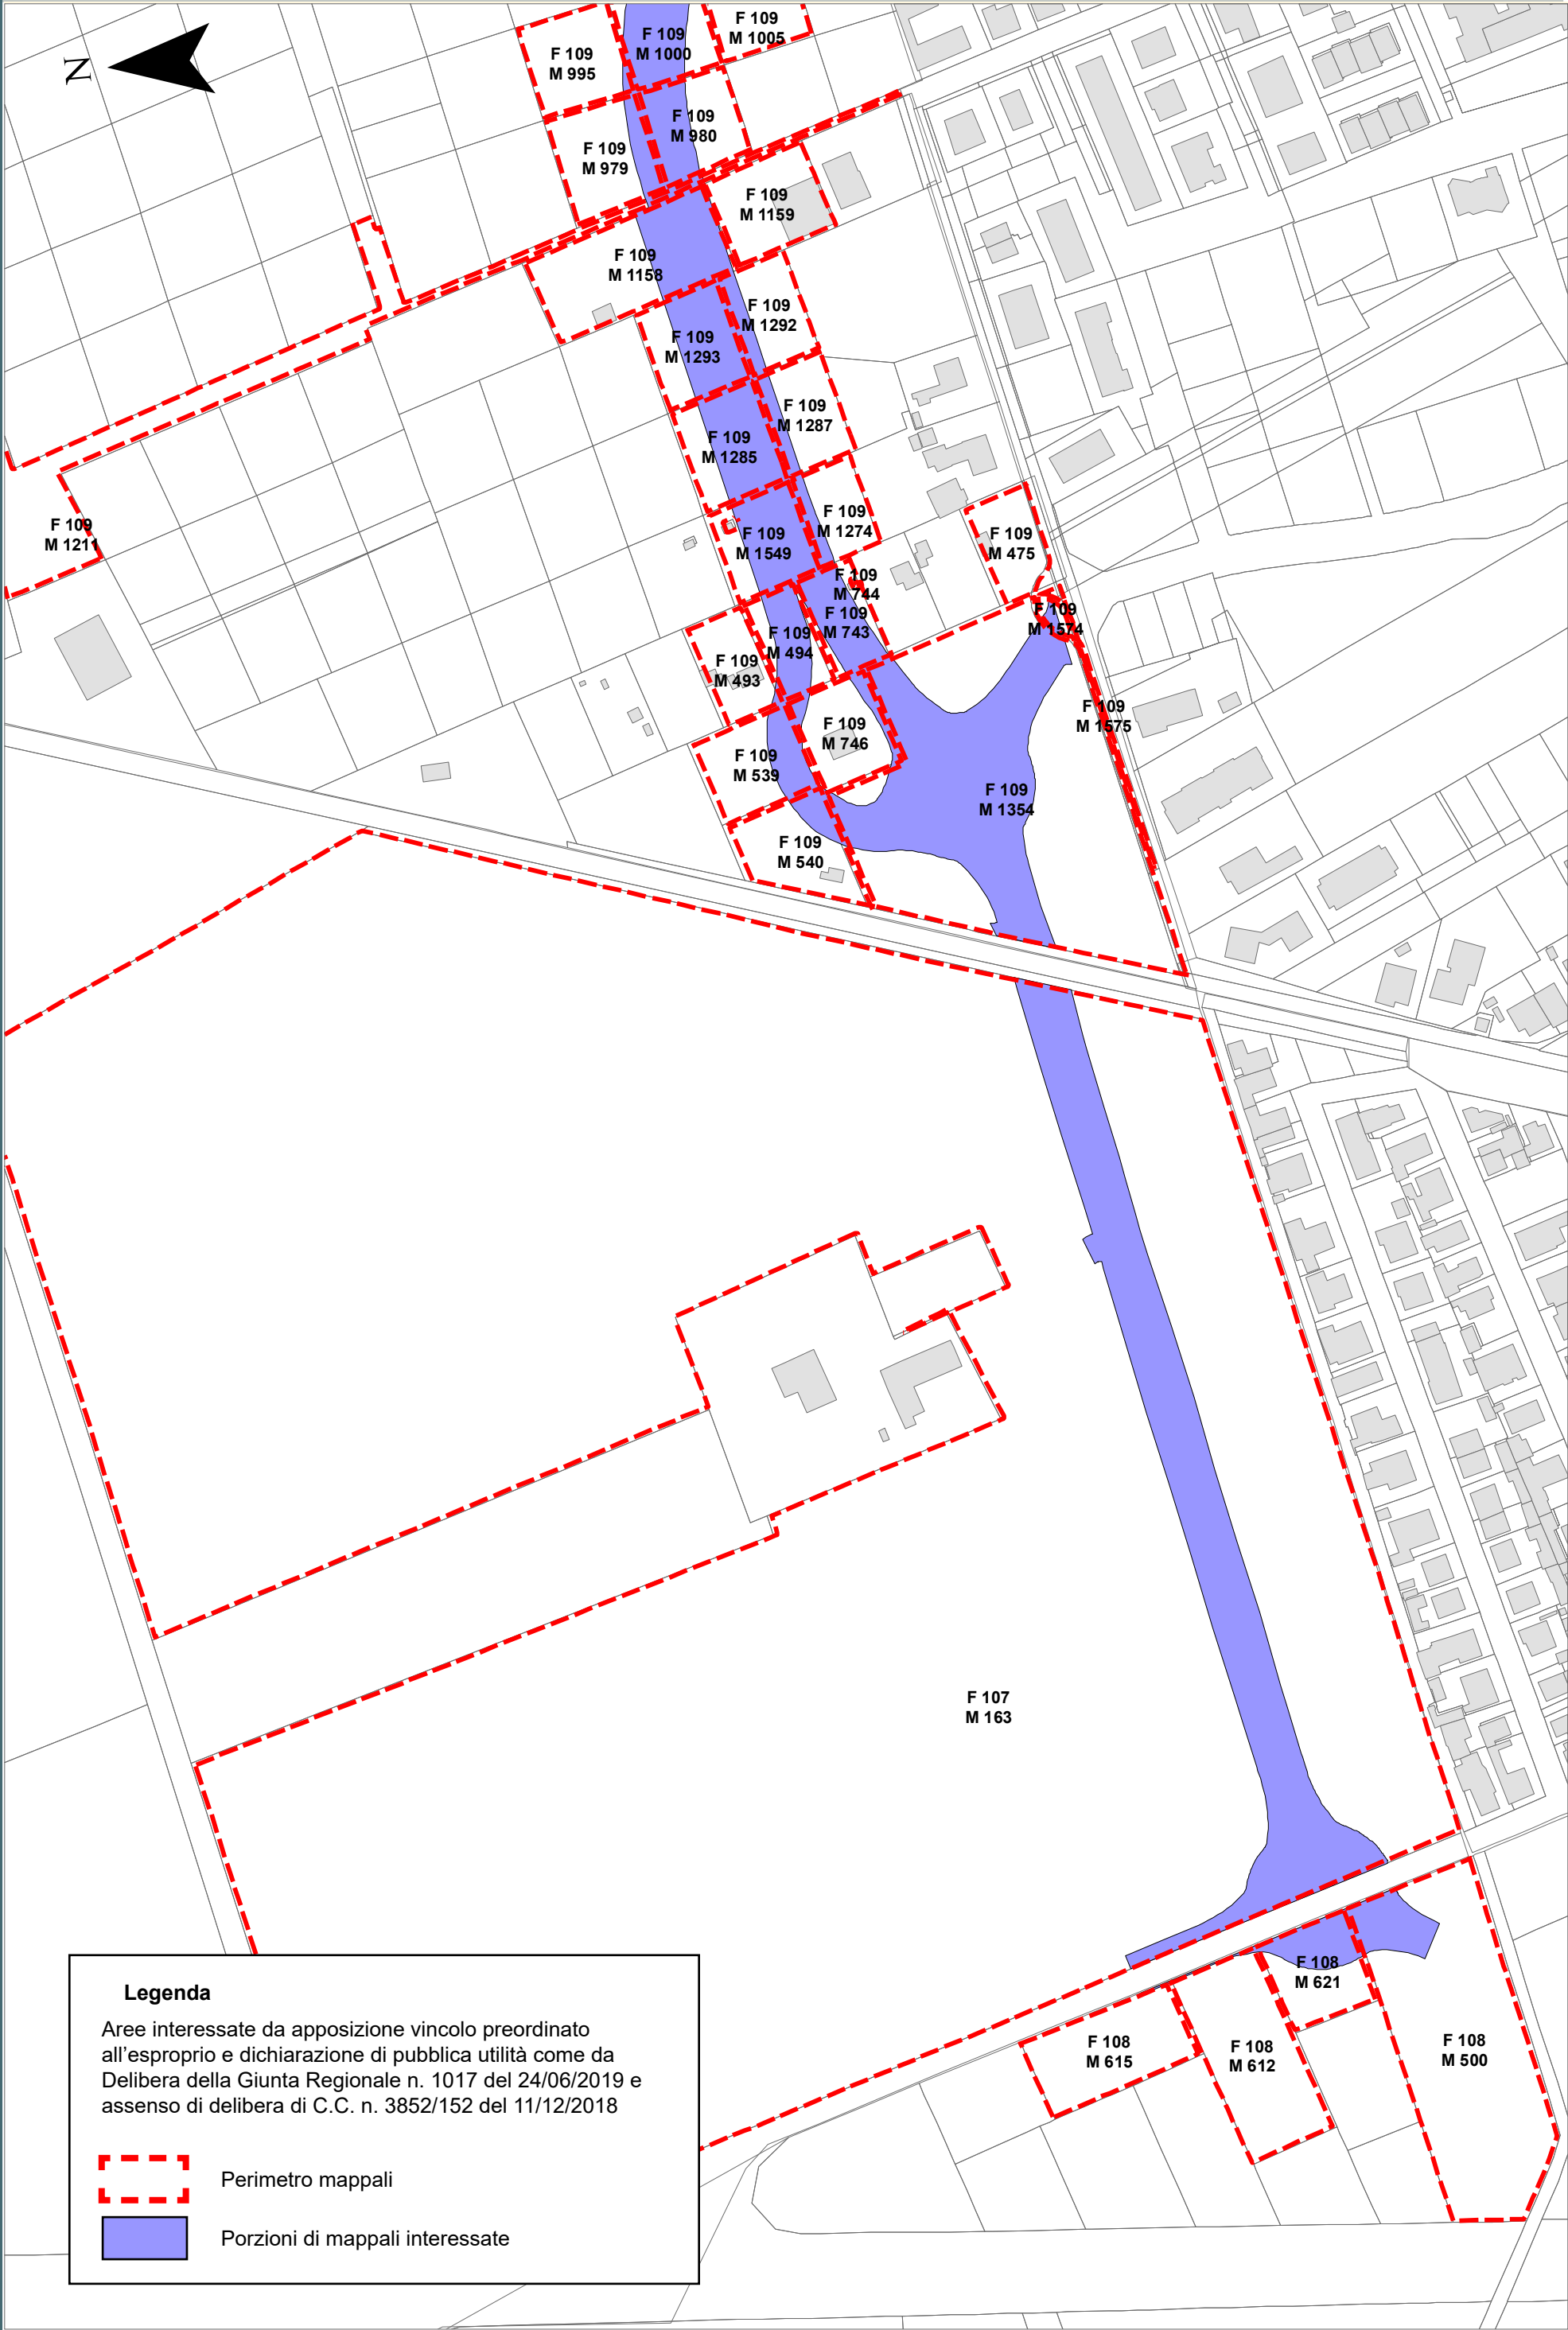 N
F 109
M 1005
F 109
M 1000
F 109
M 995
F 109
M 980
F 109
M 979
F 109
M 1159
F 109
M 1158
F 109
M 1292
F 109
M 1293
F 109
M 1287
F 109
M 1285
F 109
M 1211
F 109
M 1274
F 109
M 1549
F 109
M 475
F 109
M 744
F 109
M 743
F 109
M 1574
F 109
M 494
F 109
M 493
F 109
M 1575
F 109
M 746
F 109
M 539
F 109
M 1354
F 109
M 540
F 107
M 163
F 108
M 621
F 108
M 615
F 108
M 612
F 108
M 500
Legenda
Aree interessate da apposizione vincolo preordinato
all'esproprio e dichiarazione di pubblica utilità come da
Delibera della Giunta Regionale n. 1017 del 24/06/2019 e
assenso di delibera di C.C. n. 3852/152 del 11/12/2018
Perimetro mappali
Porzioni di mappali interessate